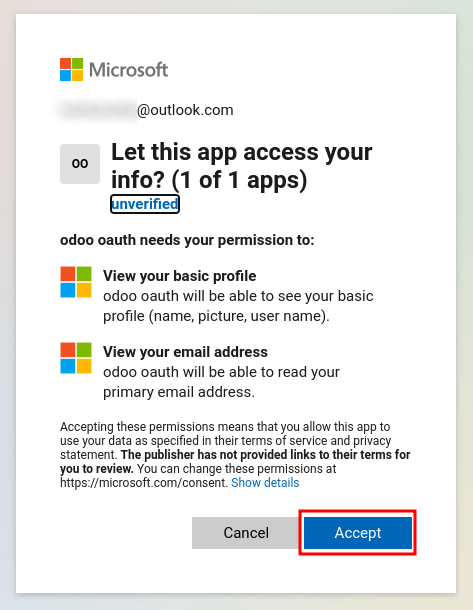 Microsoft
@outlook.com
oo
Let this app access your
info? (1 of 1 apps)
unverified
odoo oauth needs your permission to:
View your basic profile
odoo oauth will be able to see your basic
profile (name, picture, user name).
View your email address
odoo oauth will be able to read your
primary email address.
Accepting these permissions means that you allow this app to
use your data as specified in their terms of service and privacy
statement. The publisher has not provided links to their terms for
you to review. You can change these permissions at
https://microsoft.com/consent. Show details
Cancel Accept